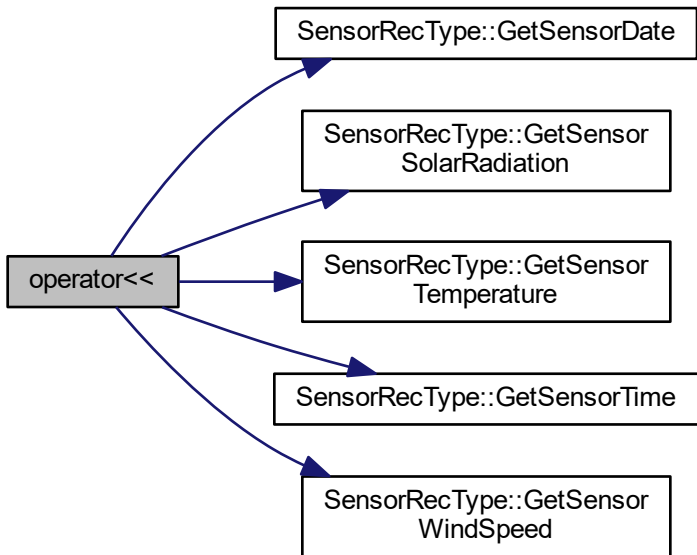 SensorRecType::GetSensorDate
SensorRecType::GetSensor
SolarRadiation
operator<<
SensorRecType::GetSensor
Temperature
SensorRecType::GetSensorTime
SensorRecType::GetSensor
WindSpeed